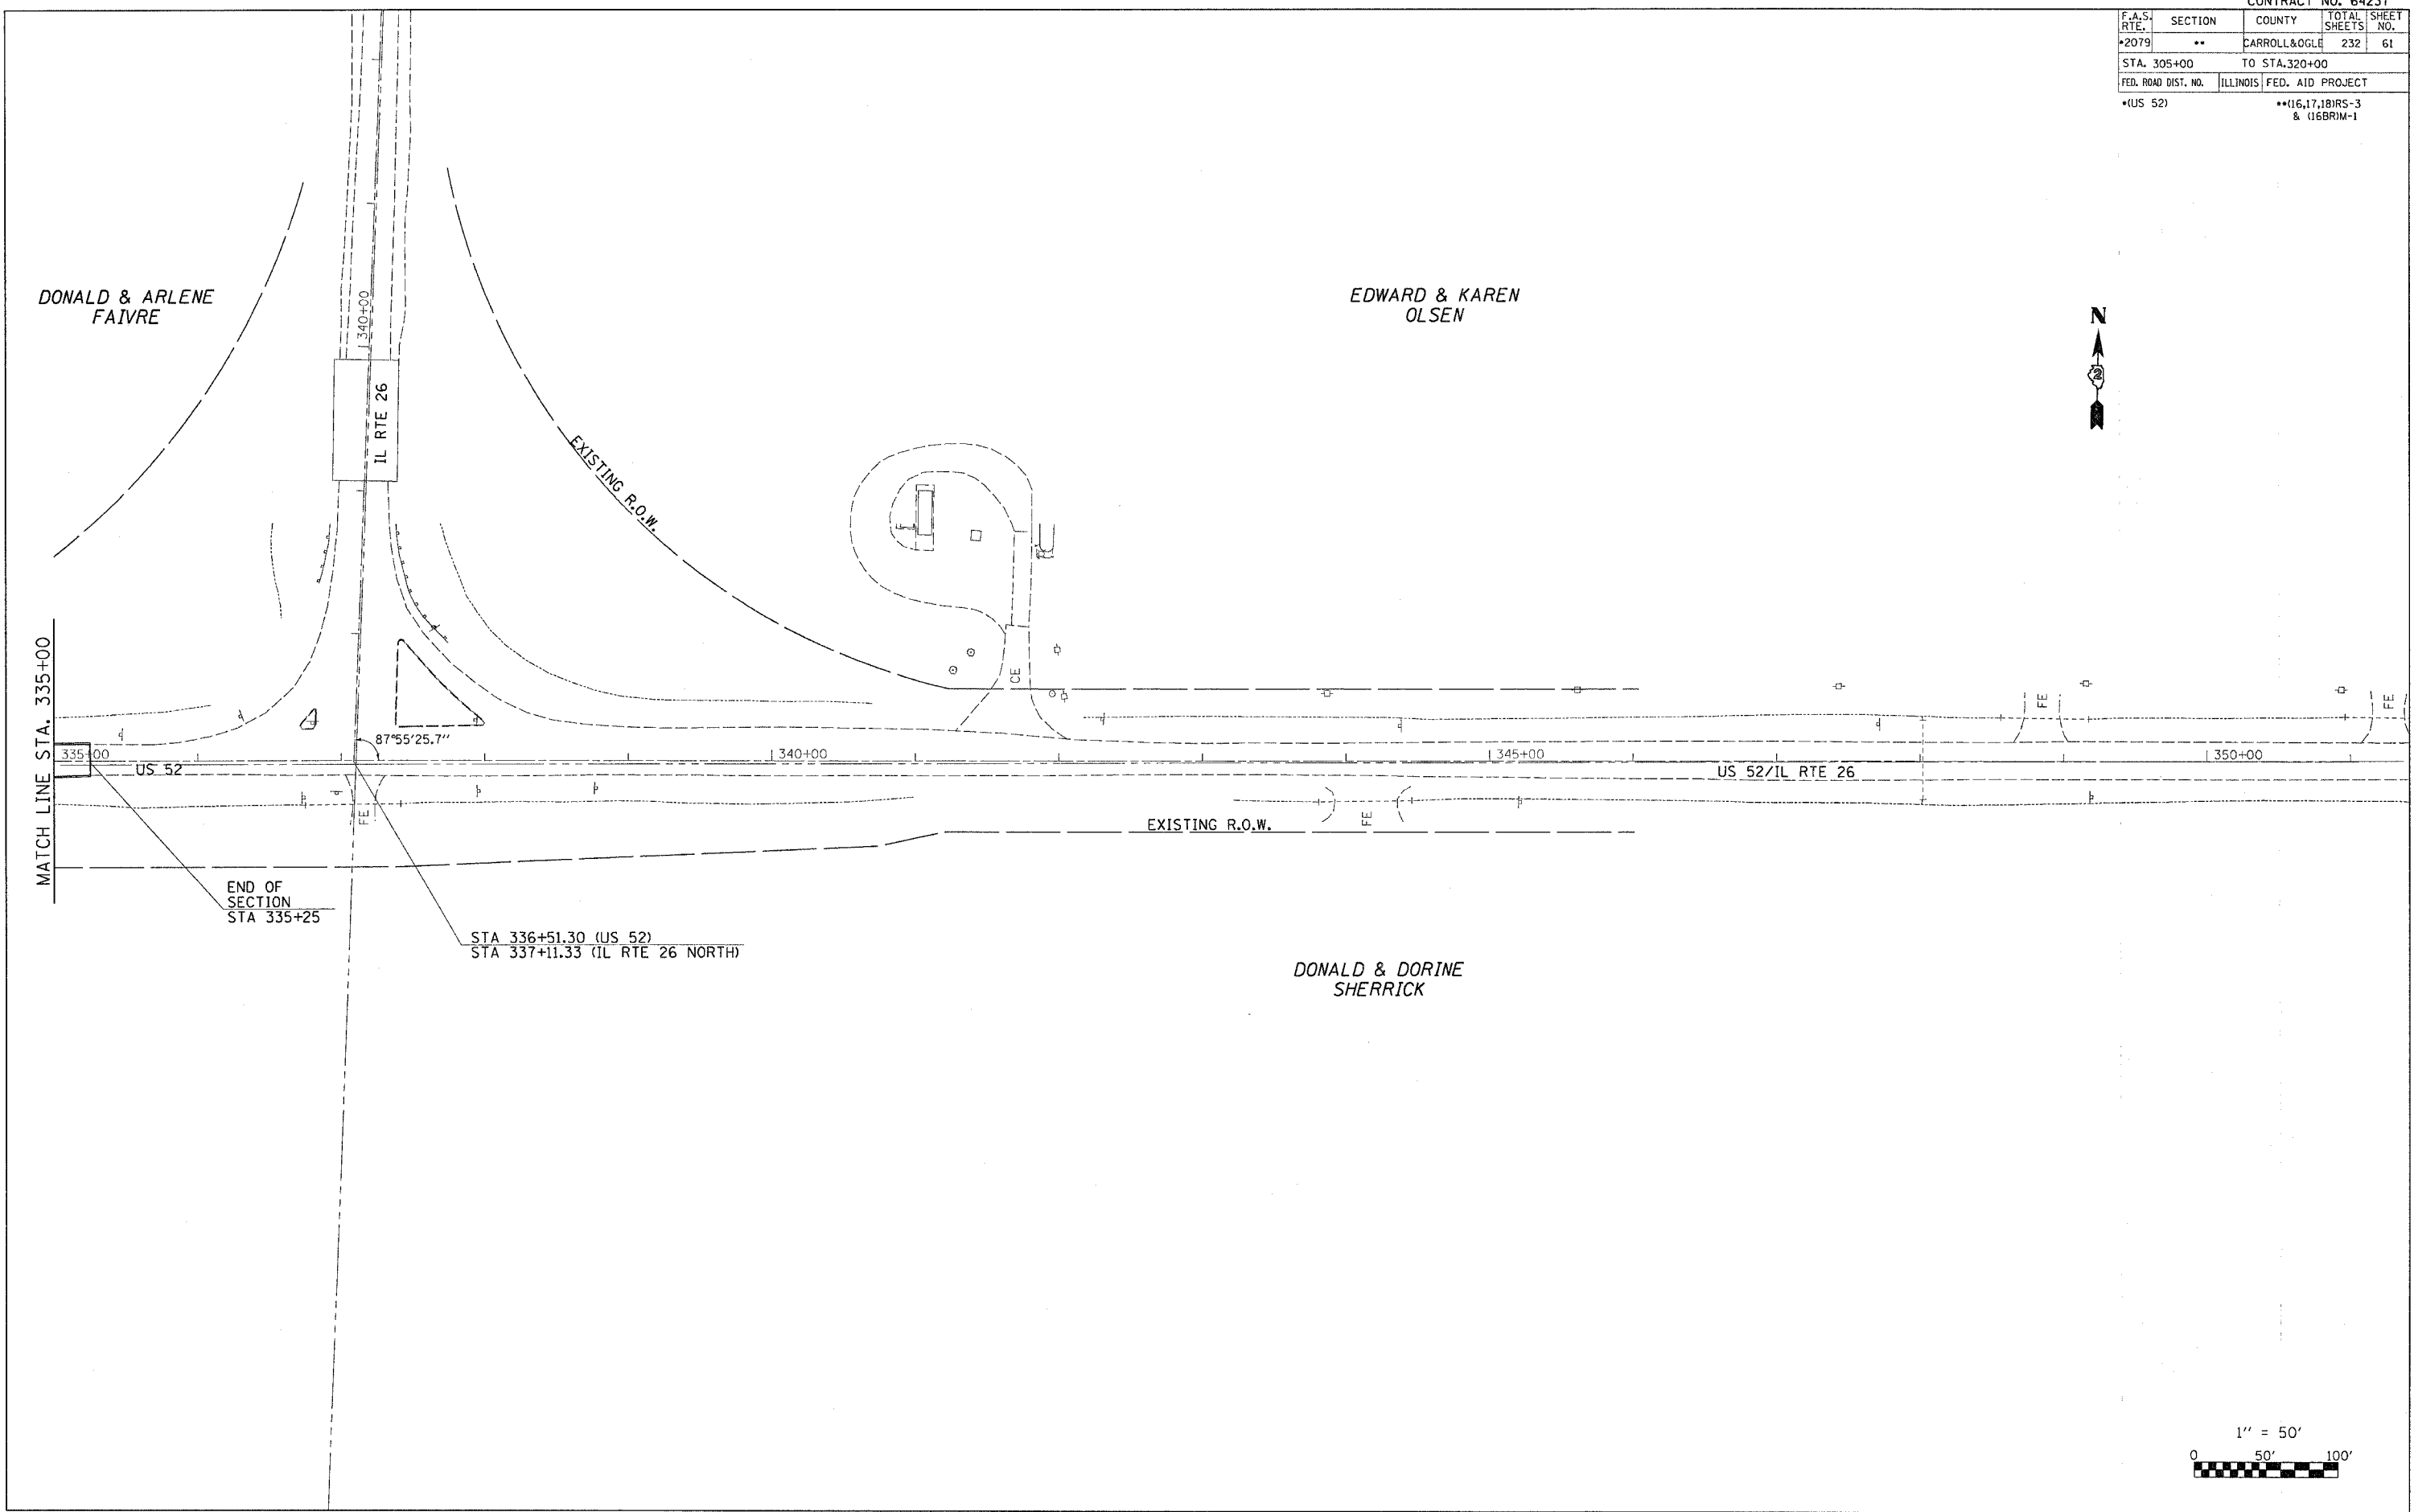 CONTRACT NO. 64237
F.A.S. RTE. SECTION COUNTY TOTAL SHEETS SHEET NO.
*2079 ** CARROLL&OGLE 232 61
STA. 305+00 TO STA.320+00
FED. ROAD DIST. NO. ILLINOIS FED. AID PROJECT
*(US 52) **(16,17,18)RS-3
& (16BR)M-1
DONALD & ARLENE
FAIVRE
340+00
IL RTE 26
EXISTING R.O.W.
EDWARD & KAREN
OLSEN
N
2
MATCH LINE STA. 335+00
CE
FE
FE
87°55'25.7''
335+00
340+00
345+00
350+00
US 52
US 52/IL RTE 26
FE
FE
EXISTING R.O.W.
END OF
SECTION
STA 335+25
STA 336+51.30 (US 52)
STA 337+11.33 (IL RTE 26 NORTH)
DONALD & DORINE
SHERRICK
1'' = 50'
0 50' 100'